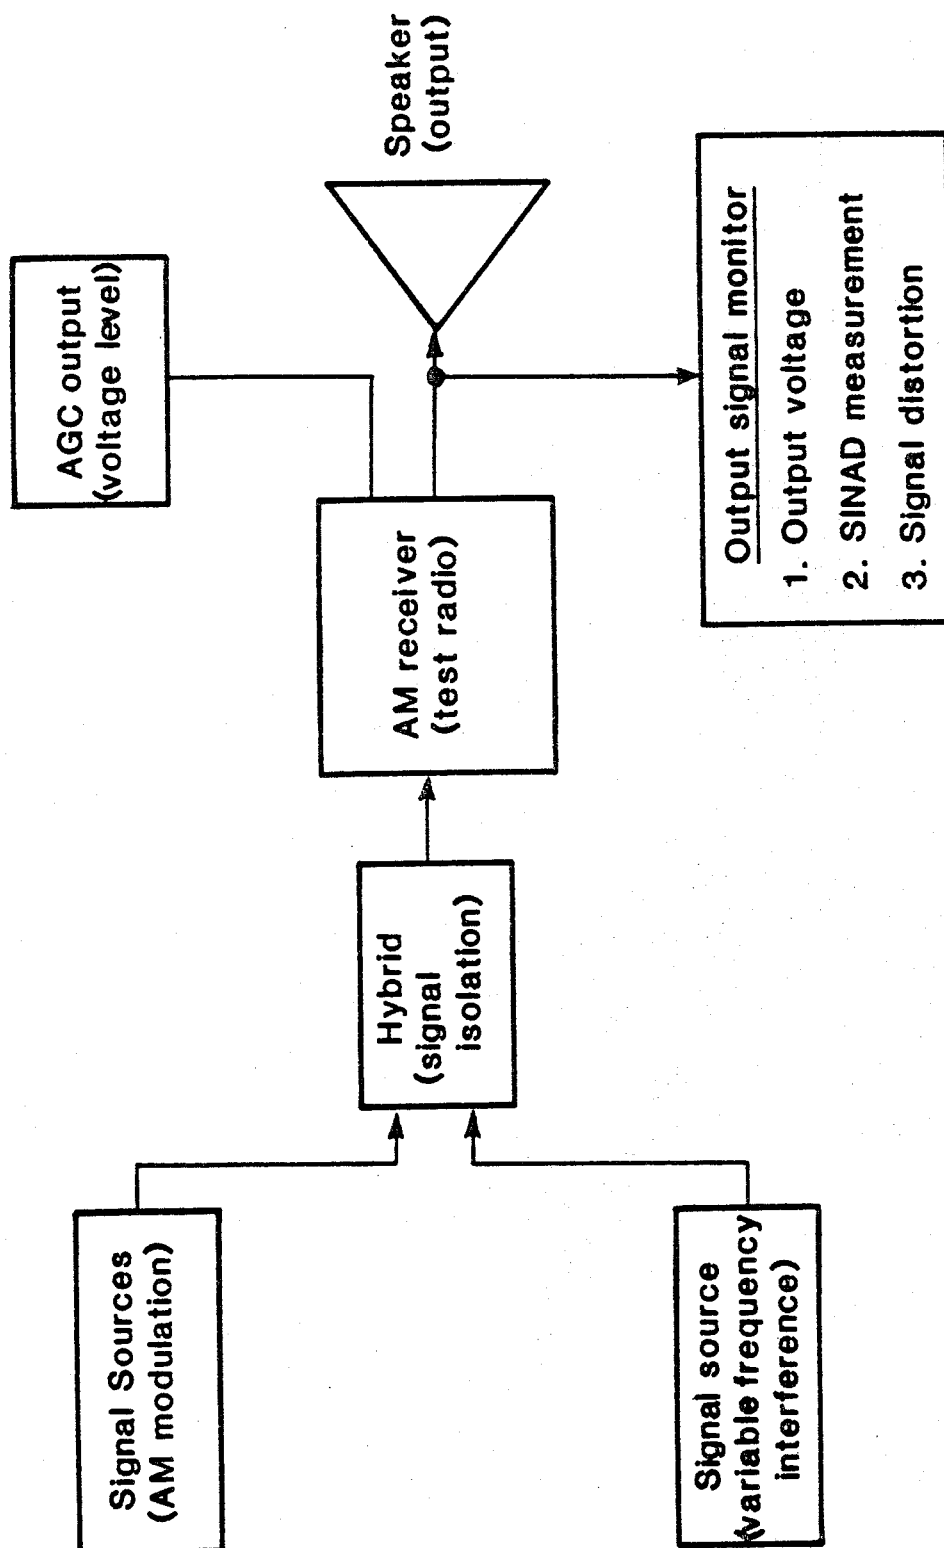 Signal Sources
(AM modulation)
Signal source
(variable frequency
interference)
Hybrid
(signal
isolation)
AM receiver
(test radio)
AGC output
(voltage level)
Speaker
(output)
Output signal monitor
1. Output voltage
2. SINAD measurement
3. Signal distortion